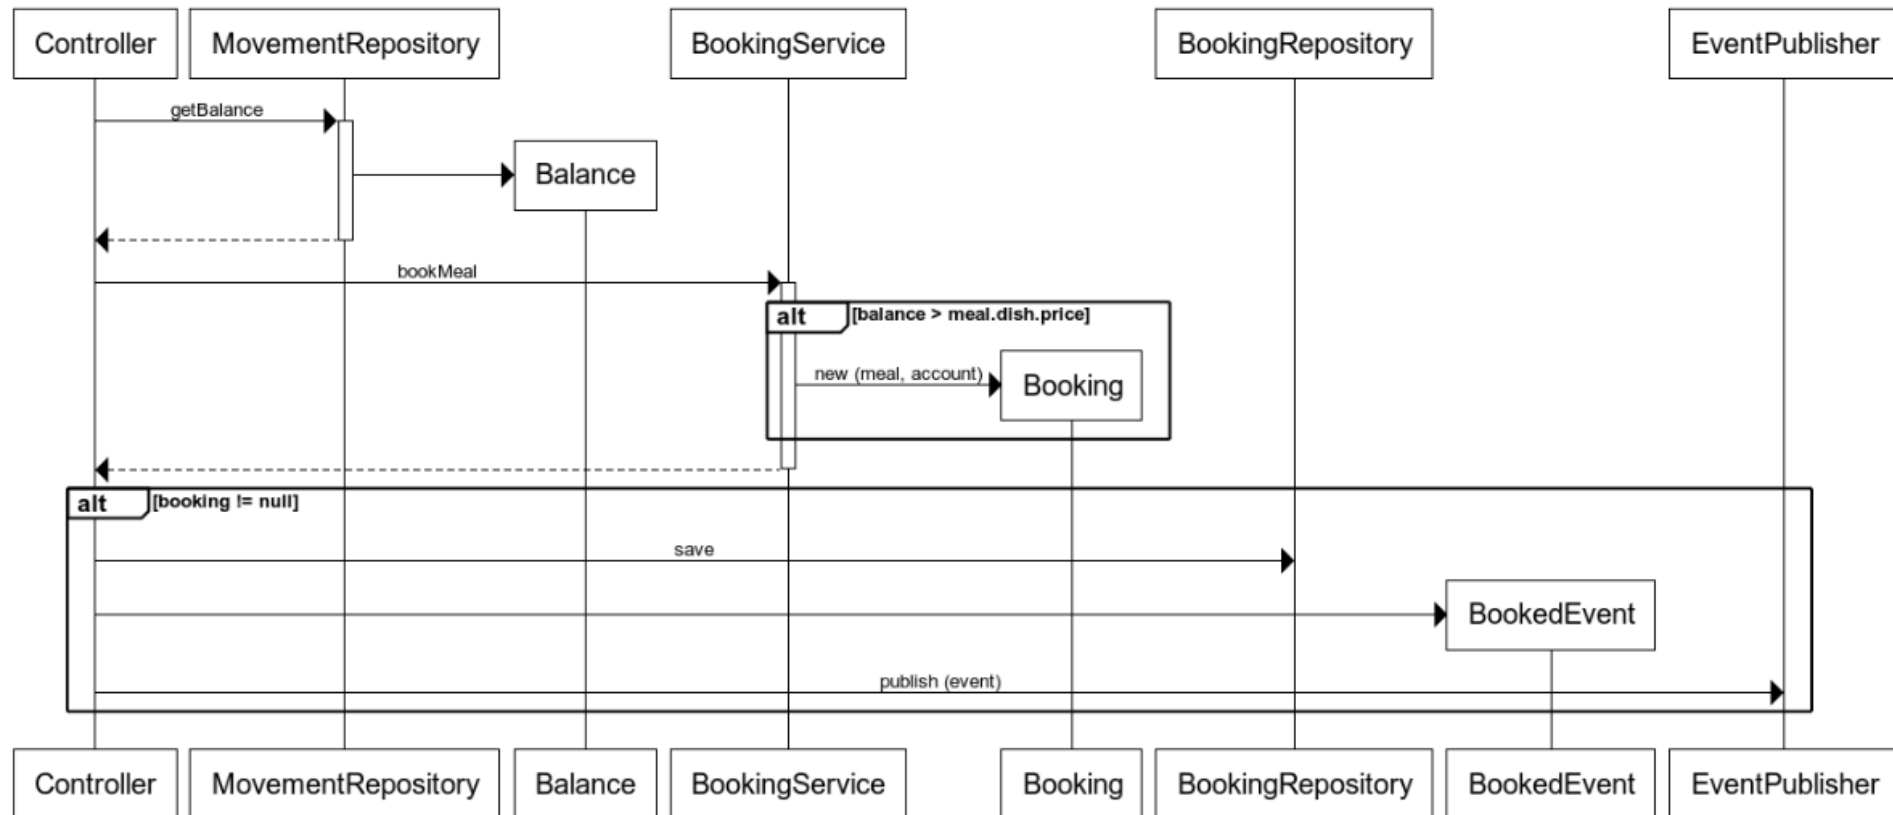 Controller
MovementRepository
BookingService
BookingRepository
EventPublisher
getBalance
Balance
bookMeal
alt [balance > meal.dish.price]
new (meal, account)
Booking
alt [booking != null]
save
BookedEvent
publish (event)
Controller
MovementRepository
Balance
BookingService
Booking
BookingRepository
BookedEvent
EventPublisher